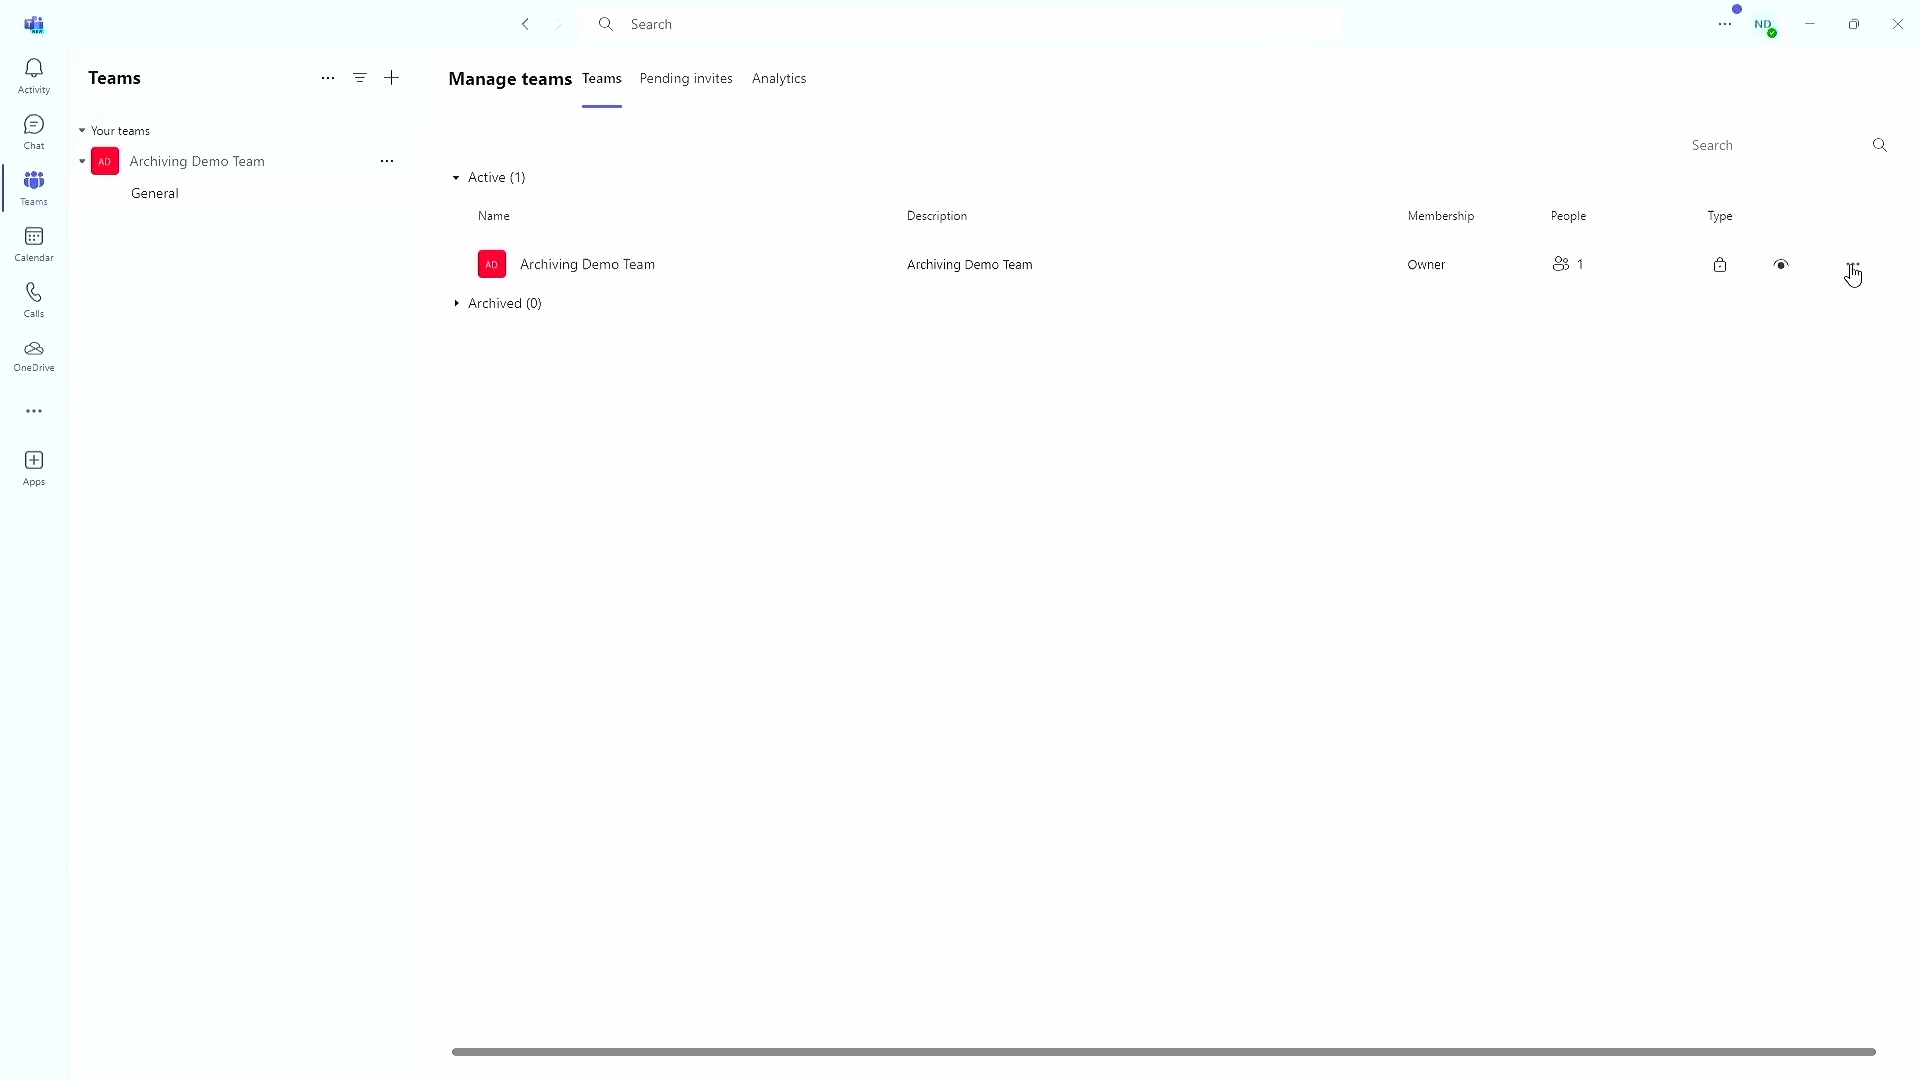 Search
ND
Activity
Chat
Teams
Calendar
Calls
OneDrive
Apps
Teams
Your teams
AD Archiving Demo Team
General
Manage teams Teams Pending invites Analytics
Search
Active (1)
Name Description Membership People Type
AD Archiving Demo Team Archiving Demo Team Owner 1
Archived (0)